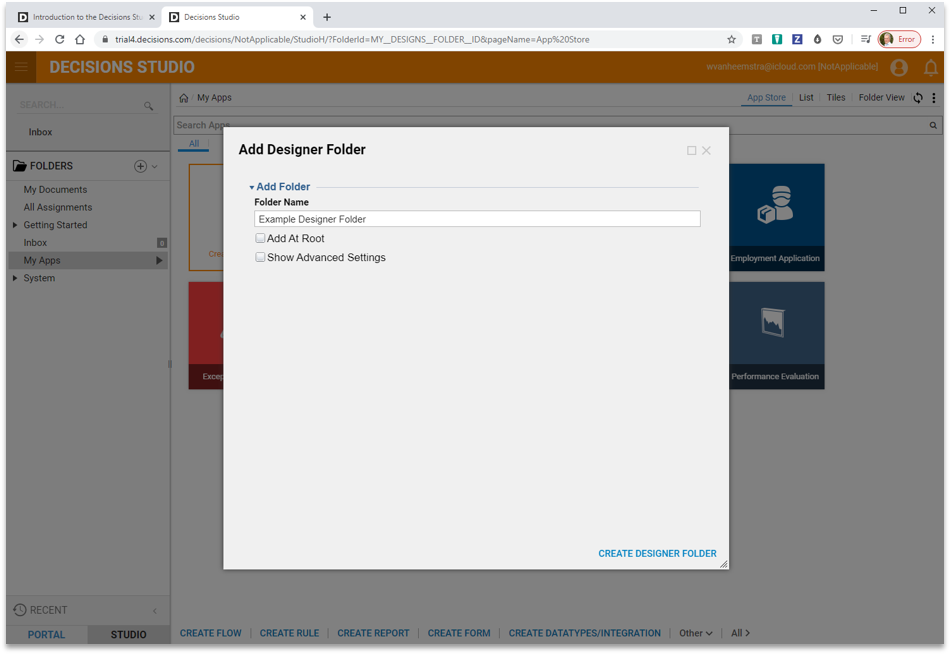 Introduction to the Decisions Stu
Decisions Studio
trial4.decisions.com/decisions/NotApplicable/StudioH/?FolderId=MY__DESIGNS__FOLDER__ID&pageName=App%20Store
Error
DECISIONS STUDIO
wvanheemstra@icloud.com [NotApplicable]
SEARCH...
My Apps
App Store
List
Tiles
Folder View
Search Apps
Inbox
All
FOLDERS
My Documents
All Assignments
Getting Started
Inbox
0
My Apps
System
Add Designer Folder
Add Folder
Folder Name
Example Designer Folder
Add At Root
Show Advanced Settings
CREATE DESIGNER FOLDER
Crea
Employment Application
Excep
Performance Evaluation
RECENT
PORTAL
STUDIO
CREATE FLOW
CREATE RULE
CREATE REPORT
CREATE FORM
CREATE DATATYPES/INTEGRATION
Other
All